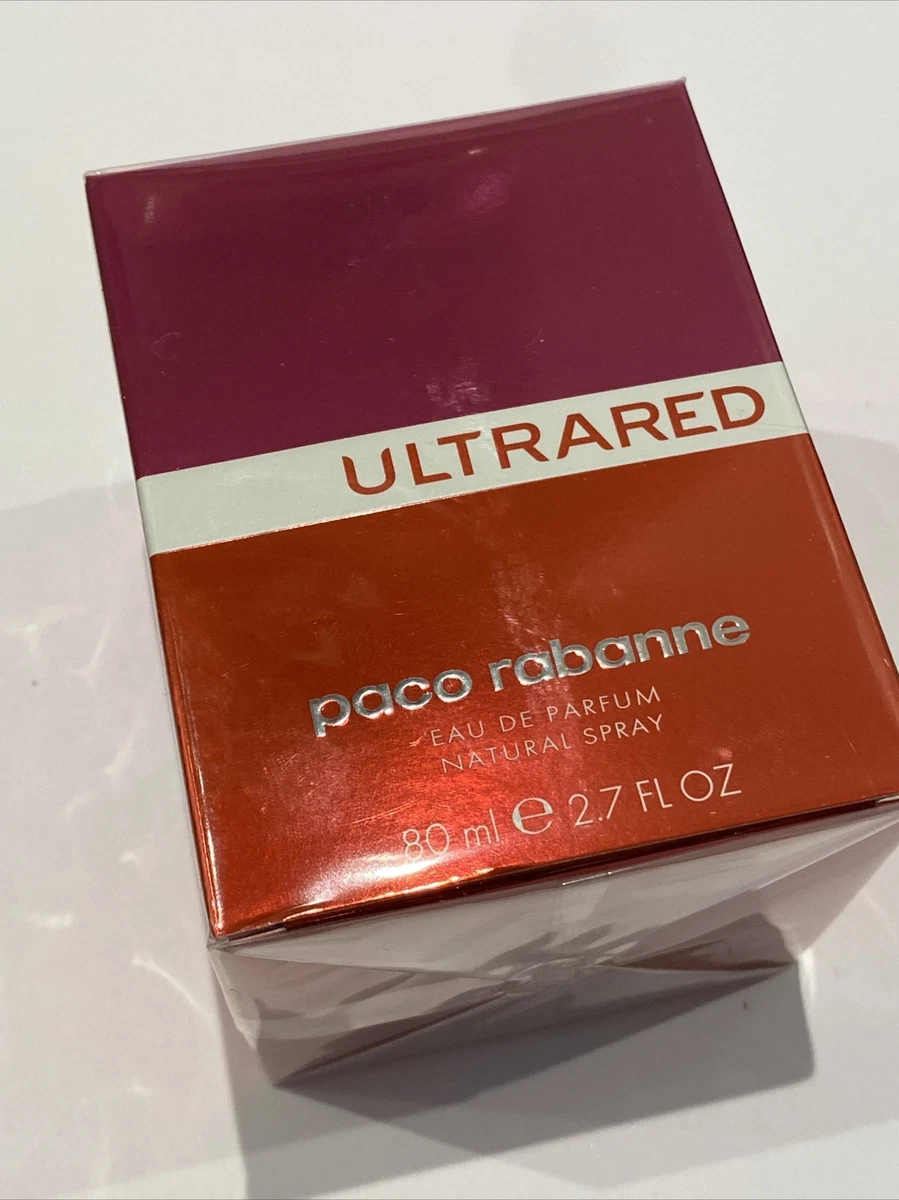 ULTRARED
paco rabanne
EAU DE PARFUM
NATURAL SPRAY
80 ml ℮ 2.7 FL OZ